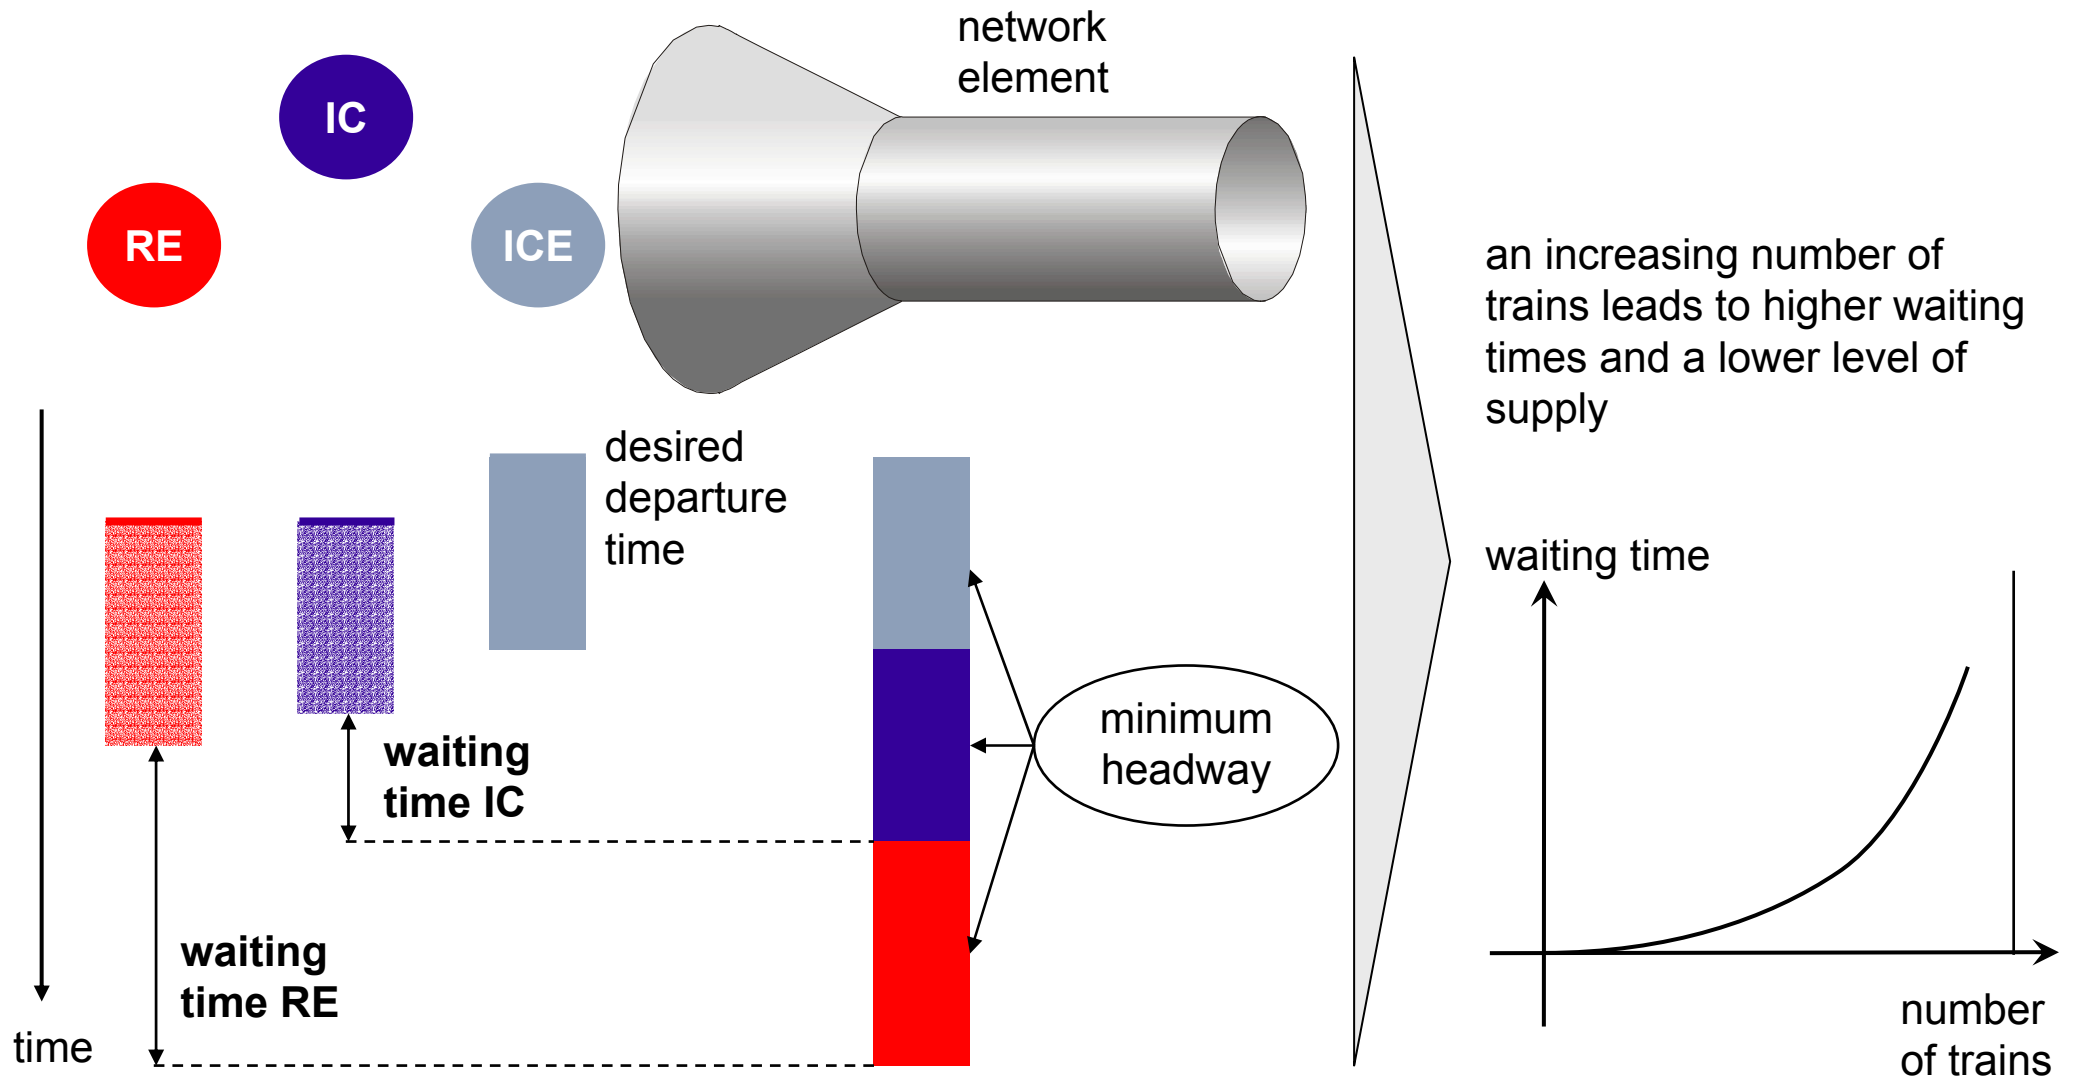 network
element
IC
RE
ICE
an increasing number of
trains leads to higher waiting
times and a lower level of
supply
desired
departure
time
waiting time
minimum
headway
waiting
time IC
waiting
time RE
time
number
of trains